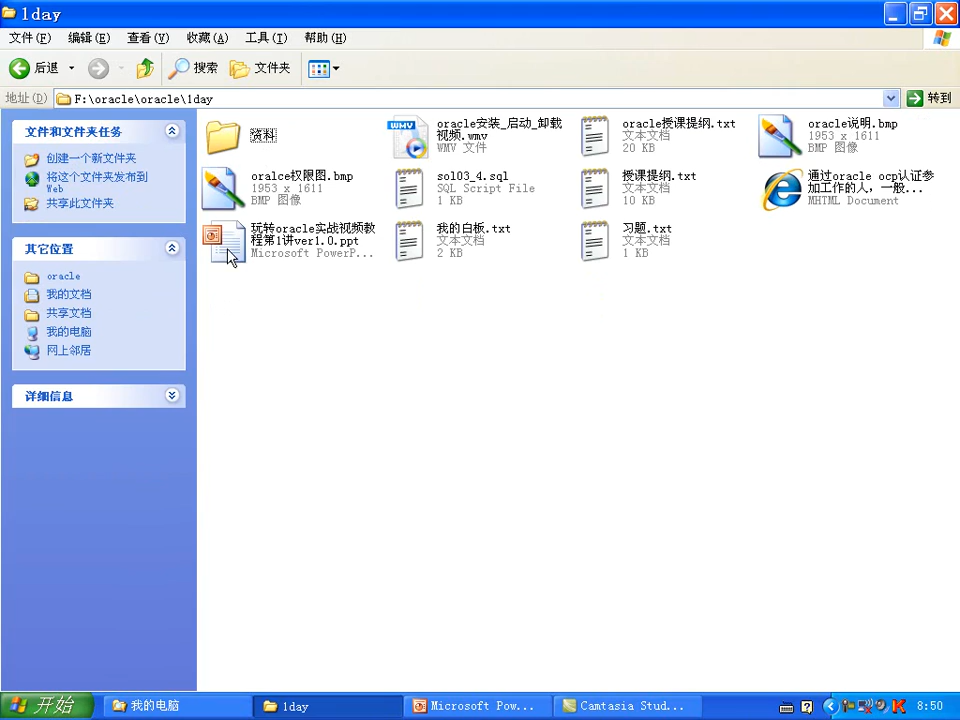 1day
文件(F) 编辑(E) 查看(V) 收藏(A) 工具(T) 帮助(H)
后退 搜索 文件夹
地址(D) F:\oracle\oracle\1day 转到
文件和文件夹任务
创建一个新文件夹
将这个文件夹发布到
Web
共享此文件夹
其它位置
oracle
我的文档
共享文档
我的电脑
网上邻居
详细信息
资料
WMV
oracle安装_启动_卸载
视频.wmv
WMV 文件
oracle授课提纲.txt
文本文档
20 KB
oracle说明.bmp
1953 x 1611
BMP 图像
oralce权限图.bmp
1953 x 1611
BMP 图像
sol03_4.sql
SQL Script File
1 KB
授课提纲.txt
文本文档
10 KB
通过oracle ocp认证参
加工作的人，一般...
MHTML Document
玩转oracle实战视频教
程第1讲ver1.0.ppt
Microsoft PowerP...
我的白板.txt
文本文档
2 KB
习题.txt
文本文档
1 KB
开始 我的电脑 1day Microsoft Pow... Camtasia Stud... 8:50